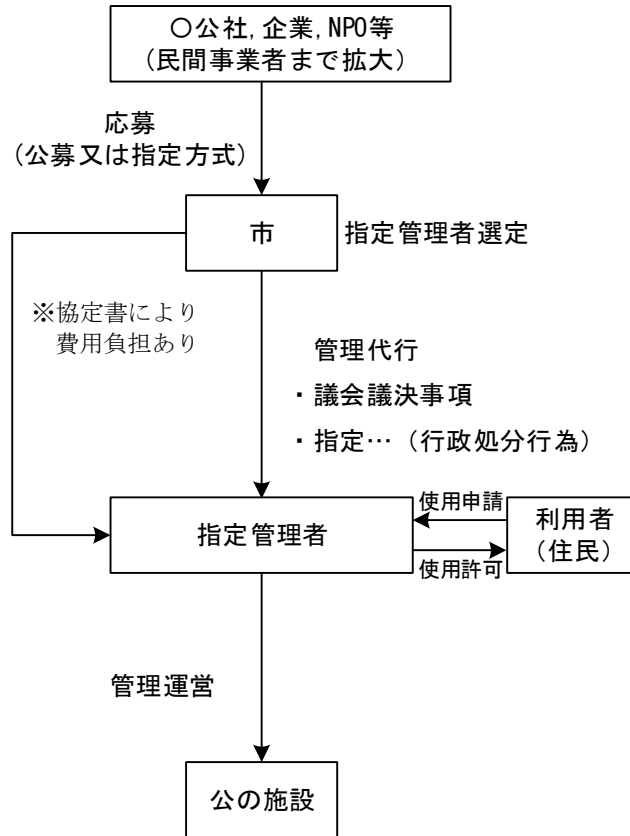 〇公社,企業,NPO等
(民間事業者まで拡大)
応募
(公募又は指定方式)
市
指定管理者選定
※協定書により
費用負担あり
管理代行
・議会議決事項
・指定…(行政処分行為)
指定管理者
使用申請
使用許可
利用者
(住民)
管理運営
公の施設